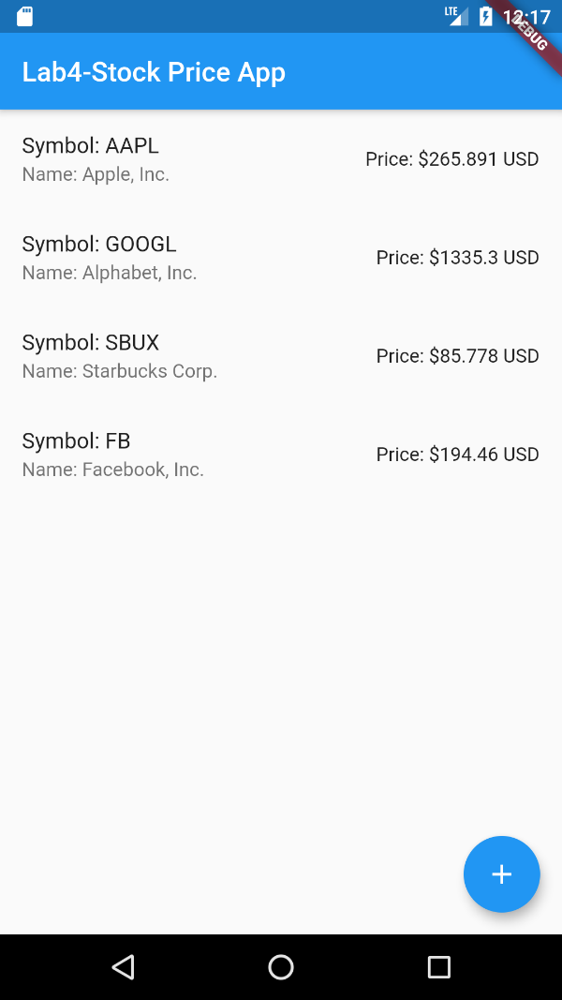 LTE 12:17
DEBUG
Lab4-Stock Price App
Symbol: AAPL
Name: Apple, Inc.
Price: $265.891 USD
Symbol: GOOGL
Name: Alphabet, Inc.
Price: $1335.3 USD
Symbol: SBUX
Name: Starbucks Corp.
Price: $85.778 USD
Symbol: FB
Name: Facebook, Inc.
Price: $194.46 USD